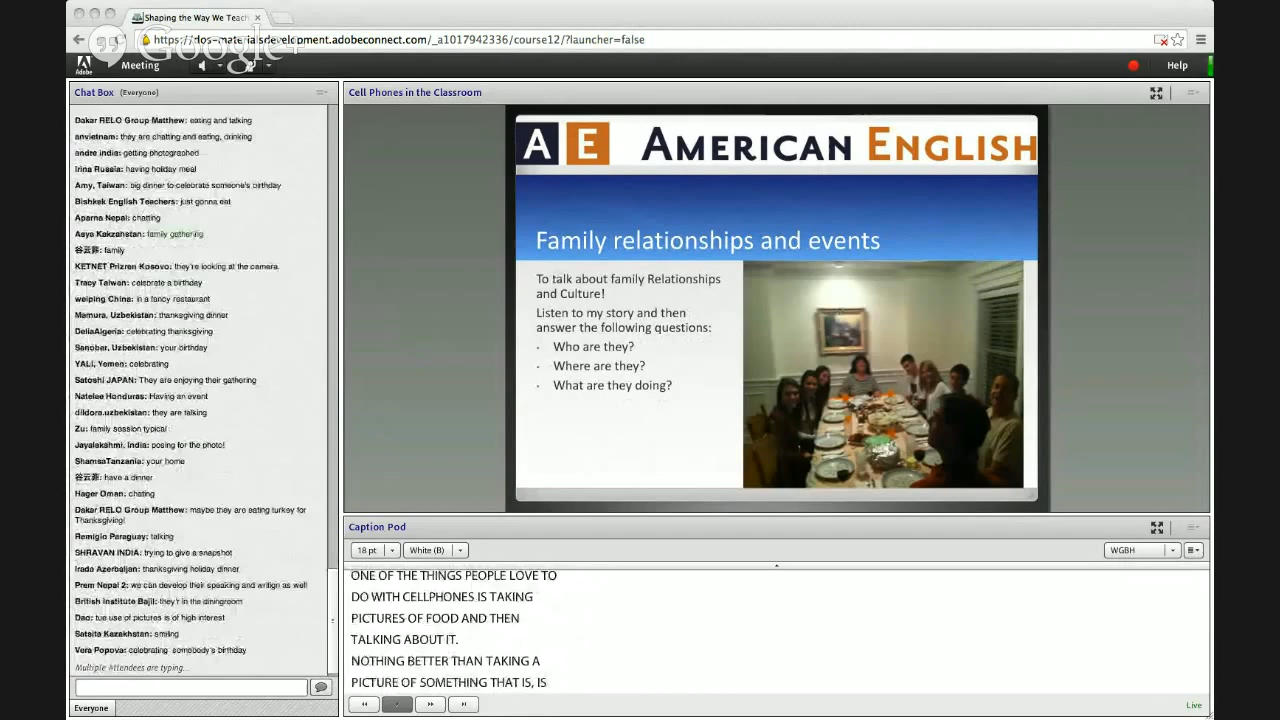 Shaping the Way We Teach
Google+
https://dos-materialsdevelopment.adobeconnect.com/_a1017942336/course12/?launcher=false
Adobe
Meeting
Help
Chat Box (Everyone)
Dakar RELO Group Matthew: eating and talking
anvietnam: they are chatting and eating, drinking
andre india: getting photographed
Irina Russia: having holiday meal
Amy, Taiwan: big dinner to celebrate someone's birthday
Bishkek English Teachers: just gonna eat
Aparna Nepal: chatting
Asya Kakzahstan: family gathering
谷云菲: family
KETNET Prizren Kosovo: they're looking at the camera.
Tracy Taiwan: celebrate a birthday
weiping China: in a fancy restaurant
Mamura, Uzbekistan: thanksgiving dinner
DeliaAlgeria: celebrating thanksgiving
Sanobar, Uzbekistan: your birthday
YALI, Yemen: celebrating
Satoshi JAPAN: They are enjoying their gathering
Natelee Honduras: Having an event
dildora.uzbekistan: they are talking
Zu: family session typical
Jayalakshmi, India: posing for the photo!
ShamsaTanzania: your home
谷云菲: have a dinner
Hager Oman: chating
Dakar RELO Group Matthew: maybe they are eating turkey for
Thanksgiving!
Remigio Paraguay: talking
SHRAVAN INDIA: trying to give a snapshot
Irada Azerbaijan: thanksgiving holiday dinner
Prem Nepal 2: we can develop their speaking and writign as well
British Institute Bajil: they'r in the diningroom
Dao: tue use of pictures is of high interest
Sataita Kazakhstan: smiling
Vera Popova: celebrating somebody's birthday
Multiple Attendees are typing...
Everyone
Cell Phones in the Classroom
AE AMERICAN ENGLISH
Family relationships and events
To talk about family Relationships
and Culture!
Listen to my story and then
answer the following questions:
· Who are they?
· Where are they?
· What are they doing?
Caption Pod
18 pt White (B) WGBH
ONE OF THE THINGS PEOPLE LOVE TO
DO WITH CELLPHONES IS TAKING
PICTURES OF FOOD AND THEN
TALKING ABOUT IT.
NOTHING BETTER THAN TAKING A
PICTURE OF SOMETHING THAT IS, IS
Live